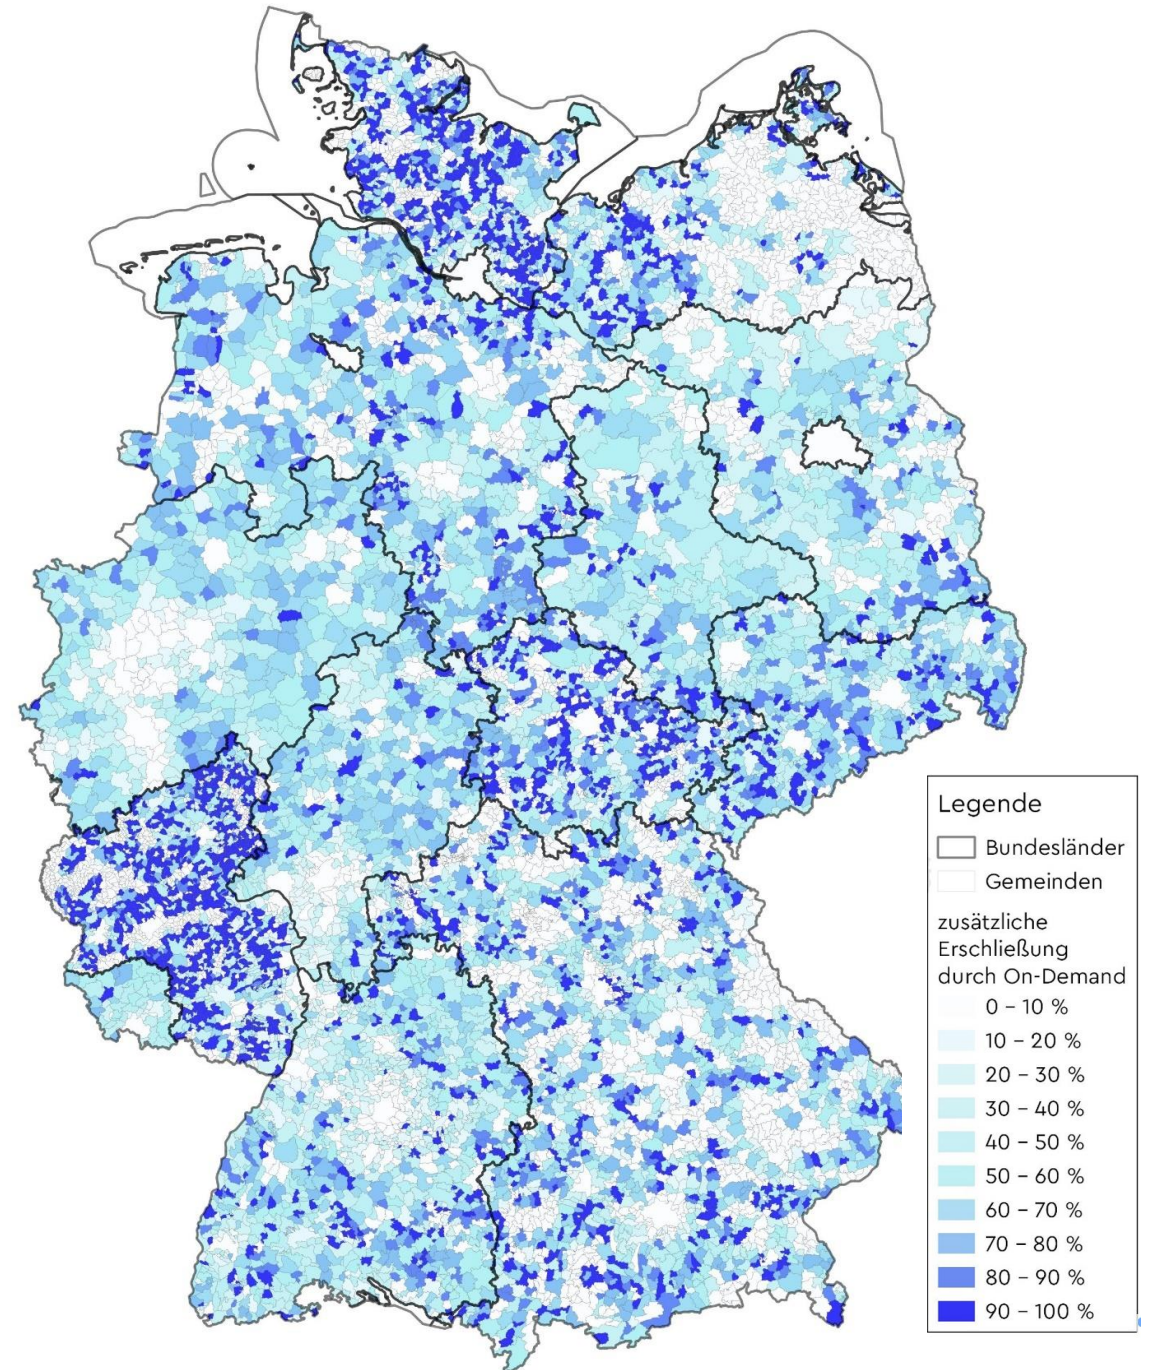 Legende
Bundesländer
Gemeinden
zusätzliche
Erschließung
durch On-Demand
0 – 10 %
10 – 20 %
20 – 30 %
30 – 40 %
40 – 50 %
50 – 60 %
60 – 70 %
70 – 80 %
80 – 90 %
90 – 100 %